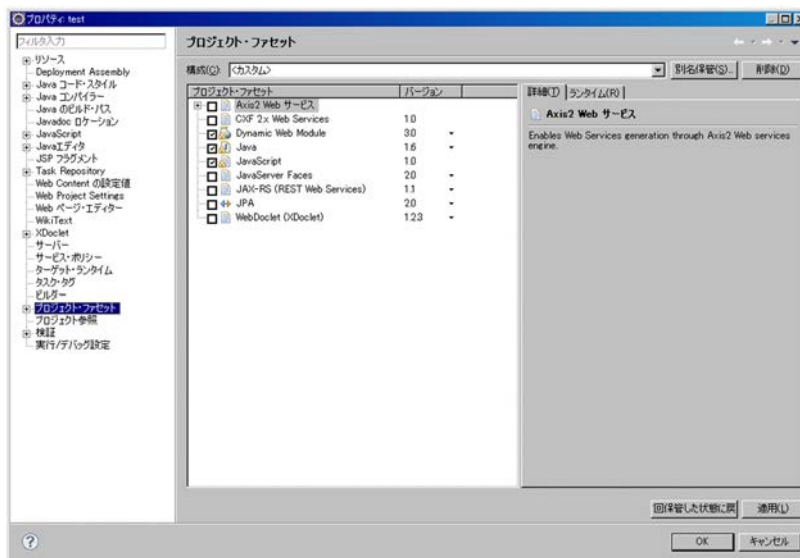 プロパティ: test
フィルタ入力
リソース
Deployment Assembly
Java コード・スタイル
Java コンパイラー
Java のビルド・パス
Javadoc ロケーション
JavaScript
Javaエディタ
JSP フラグメント
Task Repository
Web Content の設定値
Web Project Settings
Web ページ・エディター
WikiText
XDoclet
サーバー
サービス・ポリシー
ターゲット・ランタイム
タスク・タグ
ビルダー
プロジェクト・ファセット
プロジェクト参照
検証
実行/デバッグ設定
プロジェクト・ファセット
構成(C): <カスタム> 別名保管(S)... 削除(D)
プロジェクト・ファセット バージョン
Axis2 Web サービス
CXF 2.x Web Services 1.0
Dynamic Web Module 3.0
Java 1.6
JavaScript 1.0
JavaServer Faces 2.0
JAX-RS (REST Web Services) 1.1
JPA 2.0
WebDoclet (XDoclet) 1.2.3
詳細(T) ランタイム(R)
Axis2 Web サービス
Enables Web Services generation through Axis2 Web services
engine.
回保管した状態に戻 適用(L)
OK キャンセル